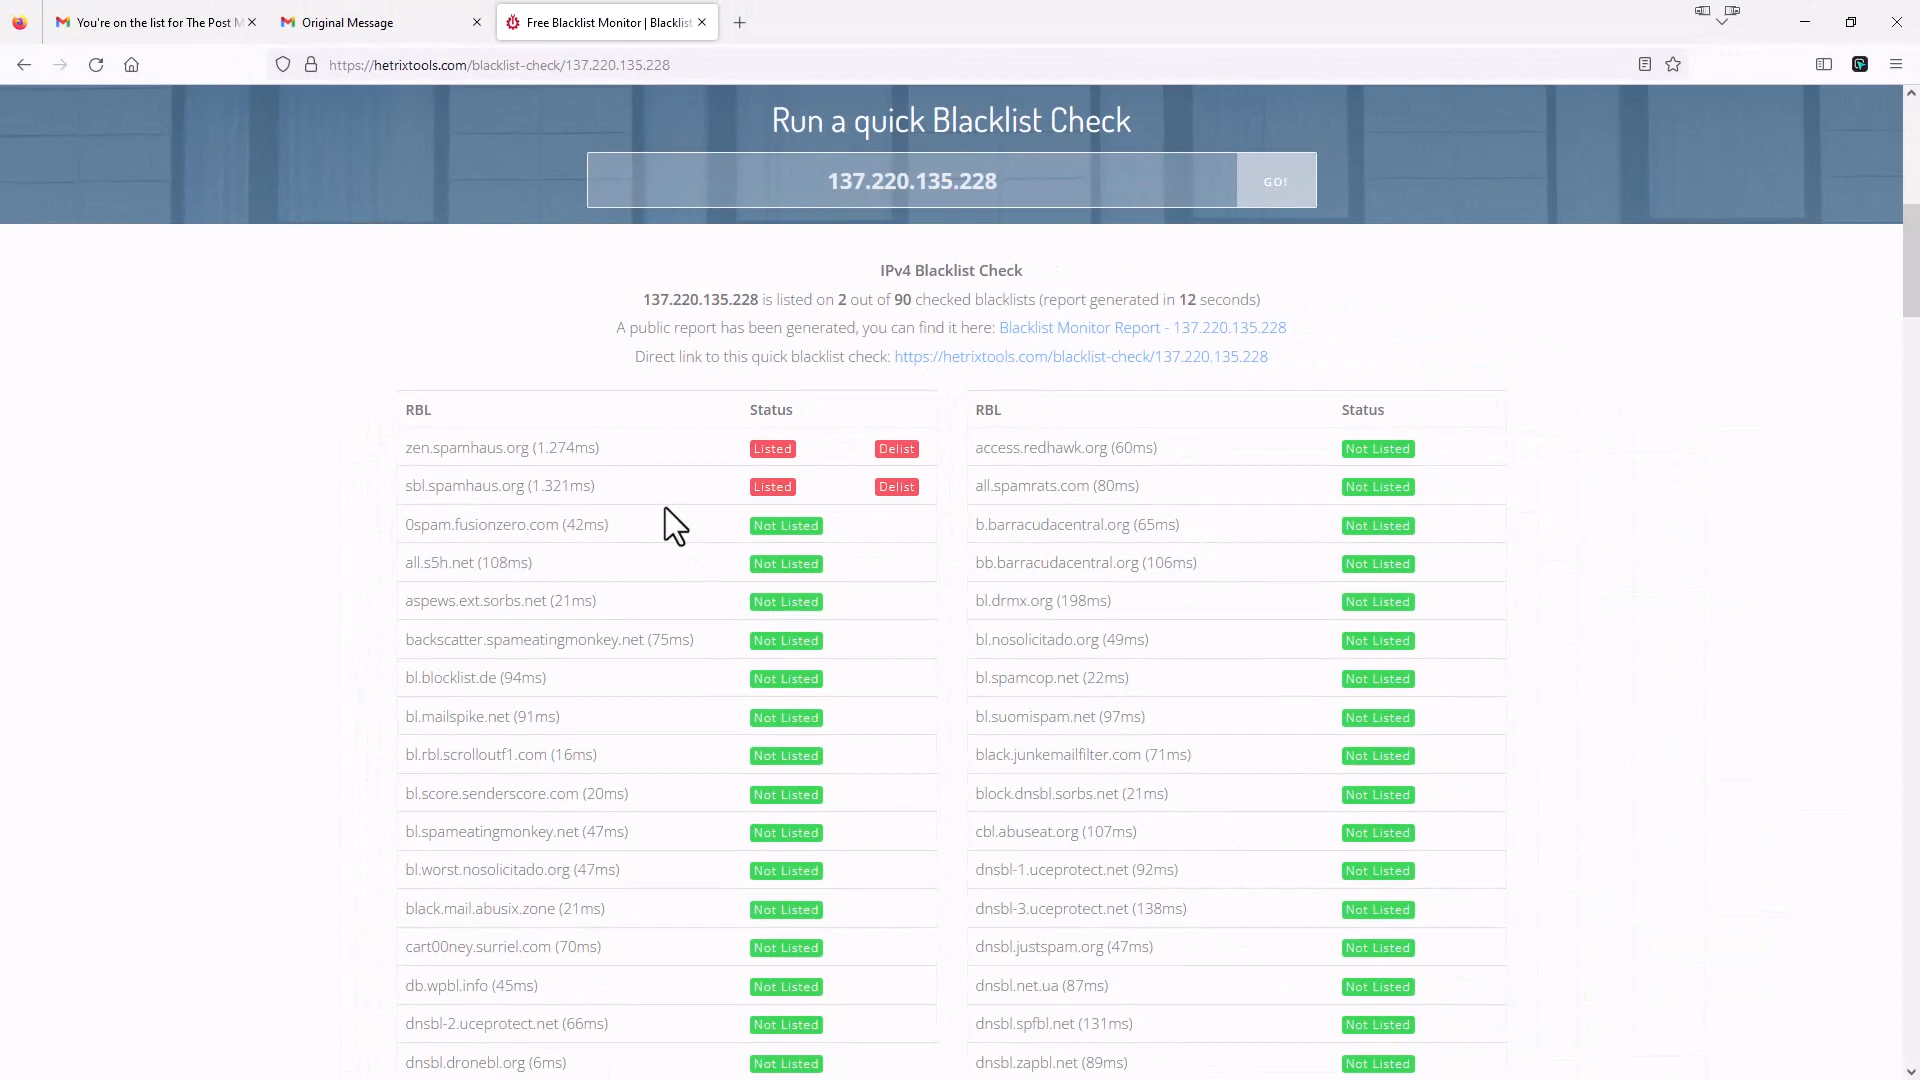 You're on the list for The Post M
Original Message
Free Blacklist Monitor | Blacklist
https://hetrixtools.com/blacklist-check/137.220.135.228
Run a quick Blacklist Check
137.220.135.228
GO!
IPv4 Blacklist Check
137.220.135.228 is listed on 2 out of 90 checked blacklists (report generated in 12 seconds)
A public report has been generated, you can find it here: Blacklist Monitor Report - 137.220.135.228
Direct link to this quick blacklist check: https://hetrixtools.com/blacklist-check/137.220.135.228
RBL Status
zen.spamhaus.org (1.274ms) Listed Delist
sbl.spamhaus.org (1.321ms) Listed Delist
0spam.fusionzero.com (42ms) Not Listed
all.s5h.net (108ms) Not Listed
aspews.ext.sorbs.net (21ms) Not Listed
backscatter.spameatingmonkey.net (75ms) Not Listed
bl.blocklist.de (94ms) Not Listed
bl.mailspike.net (91ms) Not Listed
bl.rbl.scrolloutf1.com (16ms) Not Listed
bl.score.senderscore.com (20ms) Not Listed
bl.spameatingmonkey.net (47ms) Not Listed
bl.worst.nosolicitado.org (47ms) Not Listed
black.mail.abusix.zone (21ms) Not Listed
cart00ney.surriel.com (70ms) Not Listed
db.wpbl.info (45ms) Not Listed
dnsbl-2.uceprotect.net (66ms) Not Listed
dnsbl.dronebl.org (6ms) Not Listed
RBL Status
access.redhawk.org (60ms) Not Listed
all.spamrats.com (80ms) Not Listed
b.barracudacentral.org (65ms) Not Listed
bb.barracudacentral.org (106ms) Not Listed
bl.drmx.org (198ms) Not Listed
bl.nosolicitado.org (49ms) Not Listed
bl.spamcop.net (22ms) Not Listed
bl.suomispam.net (97ms) Not Listed
black.junkemailfilter.com (71ms) Not Listed
block.dnsbl.sorbs.net (21ms) Not Listed
cbl.abuseat.org (107ms) Not Listed
dnsbl-1.uceprotect.net (92ms) Not Listed
dnsbl-3.uceprotect.net (138ms) Not Listed
dnsbl.justspam.org (47ms) Not Listed
dnsbl.net.ua (87ms) Not Listed
dnsbl.spfbl.net (131ms) Not Listed
dnsbl.zapbl.net (89ms) Not Listed